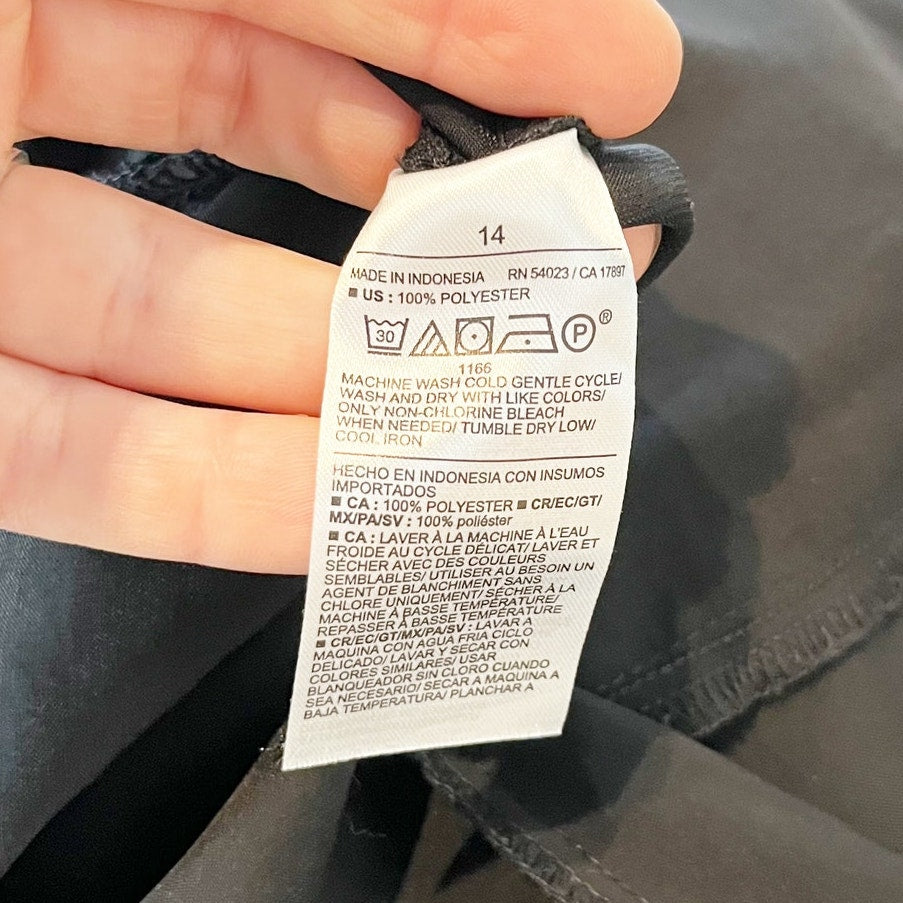 14
MADE IN INDONESIA RN 54023 / CA 17897
US : 100% POLYESTER
30 P ®
1166
MACHINE WASH COLD GENTLE CYCLE/
WASH AND DRY WITH LIKE COLORS/
ONLY NON-CHLORINE BLEACH
WHEN NEEDED/ TUMBLE DRY LOW/
COOL IRON
HECHO EN INDONESIA CON INSUMOS
IMPORTADOS
CA : 100% POLYESTER CR/EC/GT/
MX/PA/SV : 100% poliéster
CA : LAVER À LA MACHINE À L'EAU
FROIDE AU CYCLE DÉLICAT/ LAVER ET
SÉCHER AVEC DES COULEURS
SEMBLABLES/ UTILISER AU BESOIN UN
AGENT DE BLANCHIMENT SANS
CHLORE UNIQUEMENT/ SÉCHER À LA
MACHINE À BASSE TEMPÉRATURE/
REPASSER À BASSE TEMPÉRATURE
CR/EC/GT/MX/PA/SV : LAVAR A
MAQUINA CON AGUA FRIA CICLO
DELICADO/ LAVAR Y SECAR CON
COLORES SIMILARES/ USAR
BLANQUEADOR SIN CLORO CUANDO
SEA NECESARIO/ SECAR A MAQUINA A
BAJA TEMPERATURA/ PLANCHAR A